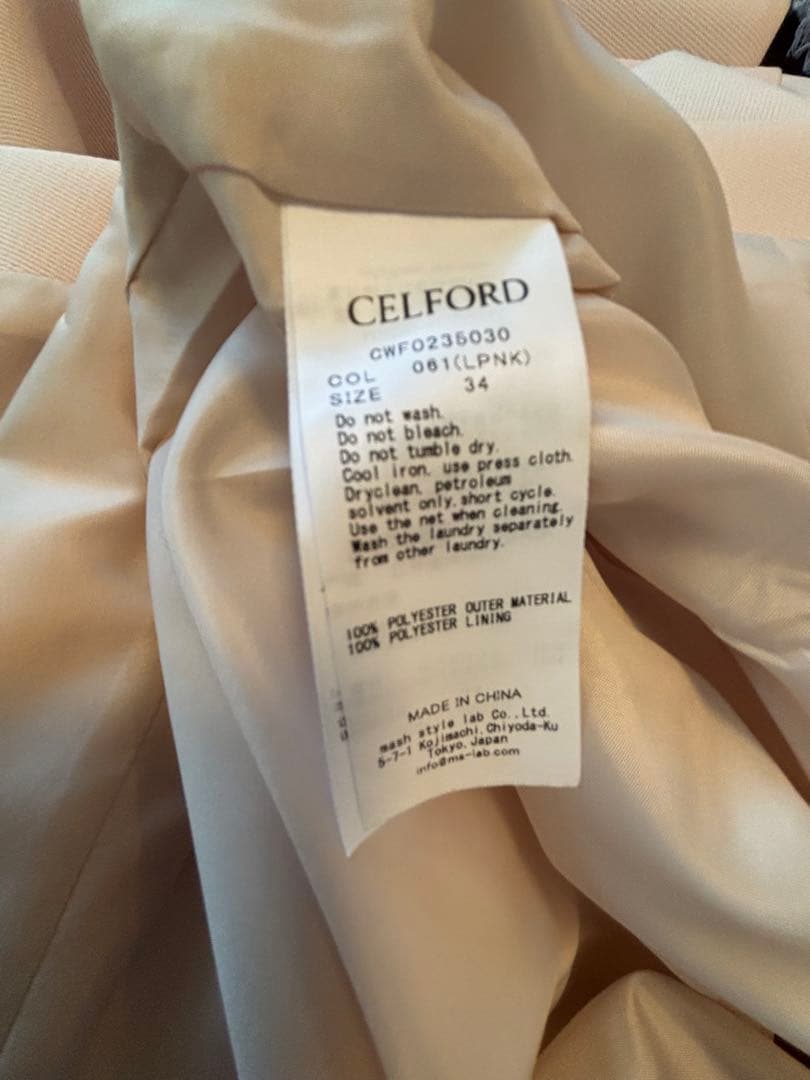 CELFORD
CWF0235030
COL 061(LPNK)
SIZE 34
Do not wash.
Do not bleach.
Do not tumble dry.
Cool iron, use press cloth.
Dryclean, petroleum
solvent only, short cycle.
Use the net when cleaning.
Wash the laundry separately
from other laundry.
100% POLYESTER OUTER MATERIAL
100% POLYESTER LINING
MADE IN CHINA
mash style lab Co.,Ltd.
5-7-1 Kojimachi, Chiyoda-Ku
Tokyo, Japan
info@ms-lab.com